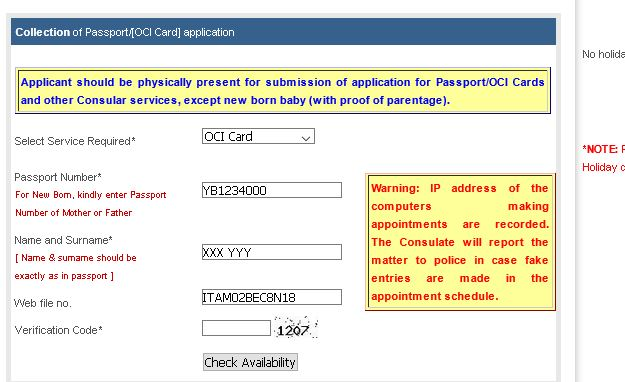 Collection of Passport/[OCI Card] application
Applicant should be physically present for submission of application for Passport/OCI Cards
and other Consular services, except new born baby (with proof of parentage).
Select Service Required*
OCI Card
Passport Number*
For New Born, kindly enter Passport
Number of Mother or Father
YB1234000
Name and Surname*
[ Name & surname should be
exactly as in passport ]
XXX YYY
Web file no.
ITAM02BEC8N18
Verification Code*
1207
Check Availability
Warning: IP address of the
computers making
appointments are recorded.
The Consulate will report the
matter to police in case fake
entries are made in the
appointment schedule.
No holida
*NOTE:
Holiday